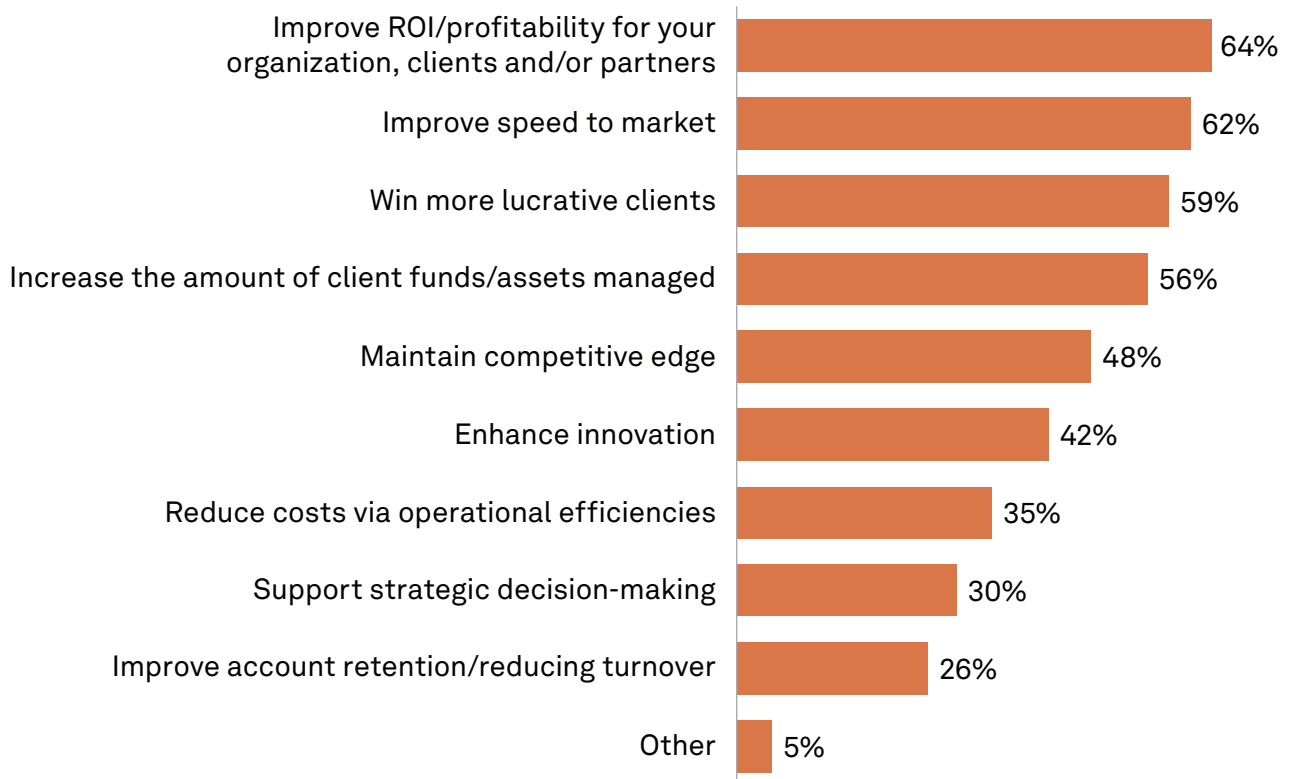 Improve ROI/profitability for your
organization, clients and/or partners
64%
Improve speed to market
62%
Win more lucrative clients
59%
Increase the amount of client funds/assets managed
56%
Maintain competitive edge
48%
Enhance innovation
42%
Reduce costs via operational efficiencies
35%
Support strategic decision-making
30%
Improve account retention/reducing turnover
26%
Other
5%